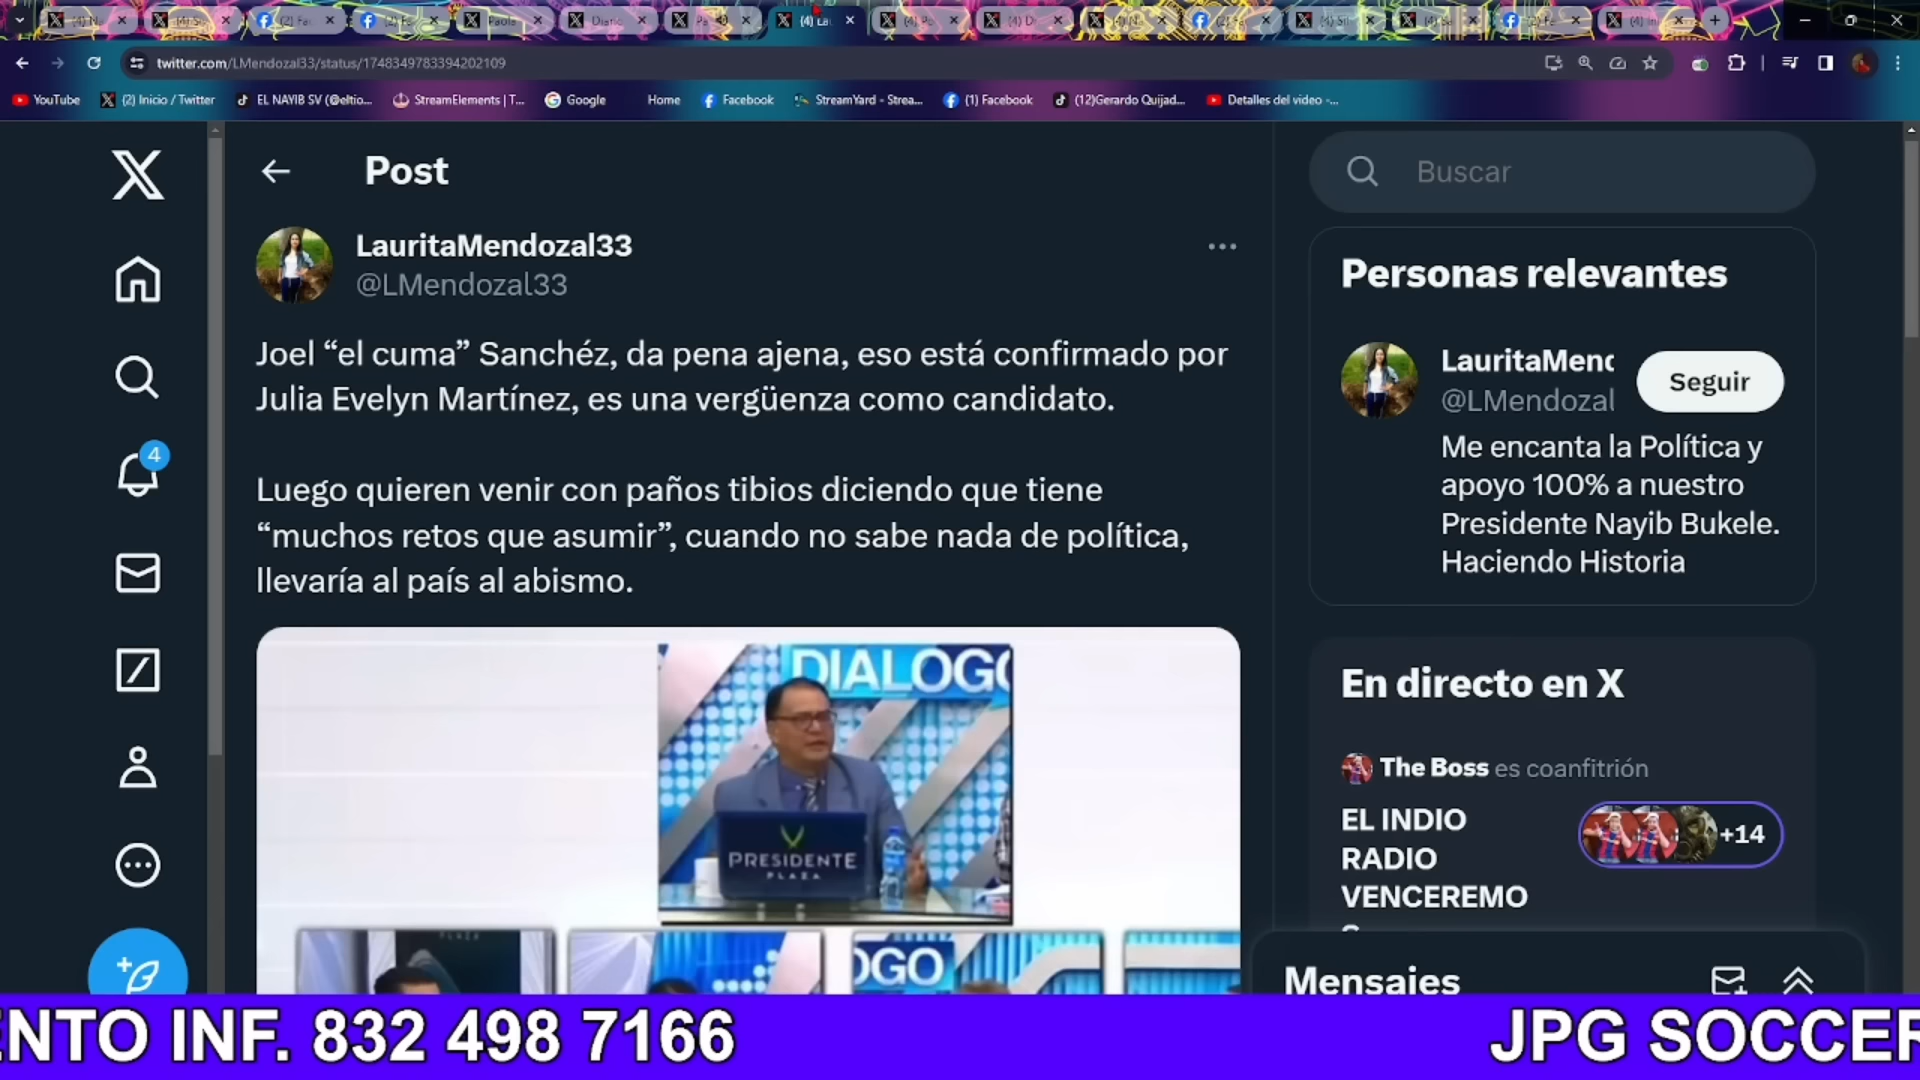 twitter.com/LMendozal33/status/1748349783394202109
YouTube
(2) Inicio / Twitter
EL NAYIB SV (@eltio...
StreamElements | T...
Google
Home
Facebook
StreamYard - Strea...
(1) Facebook
(12)Gerardo Quijad...
Detalles del video -...
Post
Buscar
LauritaMendozal33
@LMendozal33
Joel “el cuma” Sanchéz, da pena ajena, eso está confirmado por
Julia Evelyn Martínez, es una vergüenza como candidato.
Luego quieren venir con paños tibios diciendo que tiene
“muchos retos que asumir”, cuando no sabe nada de política,
llevaría al país al abismo.
4
DIALOGO
PRESIDENTE
PLAZA
OGO
Personas relevantes
LauritaMend
@LMendozal
Seguir
Me encanta la Política y
apoyo 100% a nuestro
Presidente Nayib Bukele.
Haciendo Historia
En directo en X
The Boss es coanfitrión
EL INDIO
RADIO
VENCEREMO
+14
Mensajes
ENTO INF. 832 498 7166
JPG SOCCER